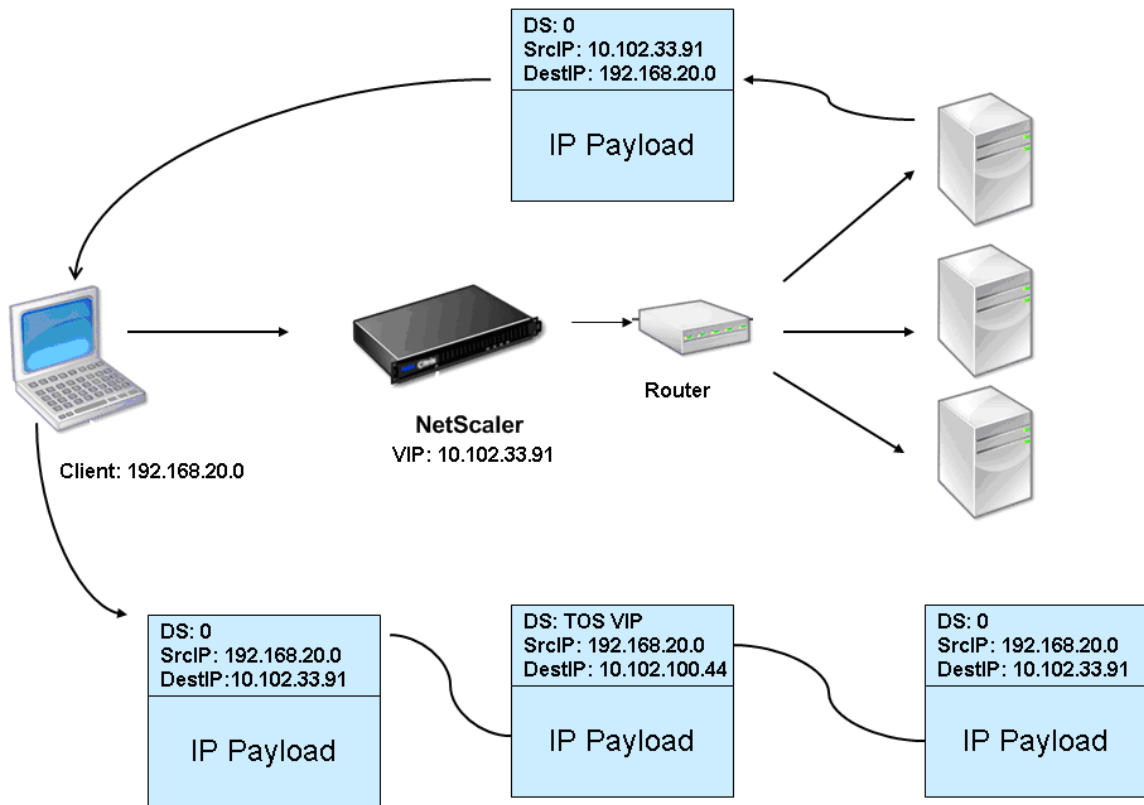 DS: 0
SrcIP: 10.102.33.91
DestIP: 192.168.20.0
IP Payload
Router
NetScaler
VIP: 10.102.33.91
Client: 192.168.20.0
DS: 0
SrcIP: 192.168.20.0
DestIP:10.102.33.91
IP Payload
DS: TOS VIP
SrcIP: 192.168.20.0
DestIP: 10.102.100.44
IP Payload
DS: 0
SrcIP: 192.168.20.0
DestIP: 10.102.33.91
IP Payload